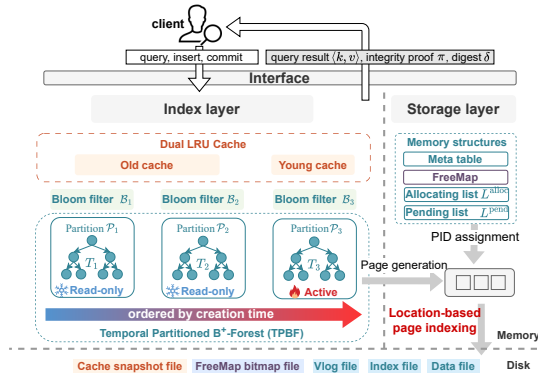 client
query, insert, commit
query result ⟨k, v⟩, integrity proof π, digest δ
Interface
Index layer
Storage layer
Dual LRU Cache
Old cache
Young cache
Memory structures
Meta table
FreeMap
Allocating list L^alloc
Pending list L^pend
Bloom filter B₁
Bloom filter B₂
Bloom filter B₃
PID assignment
Partition P₁
Partition P₂
Partition P₃
T₁
T₂
T₃
Read-only
Read-only
Active
Page generation
ordered by creation time
Temporal Partitioned B⁺-Forest (TPBF)
Location-based
page indexing
Memory
Disk
Cache snapshot file
FreeMap bitmap file
Vlog file
Index file
Data file